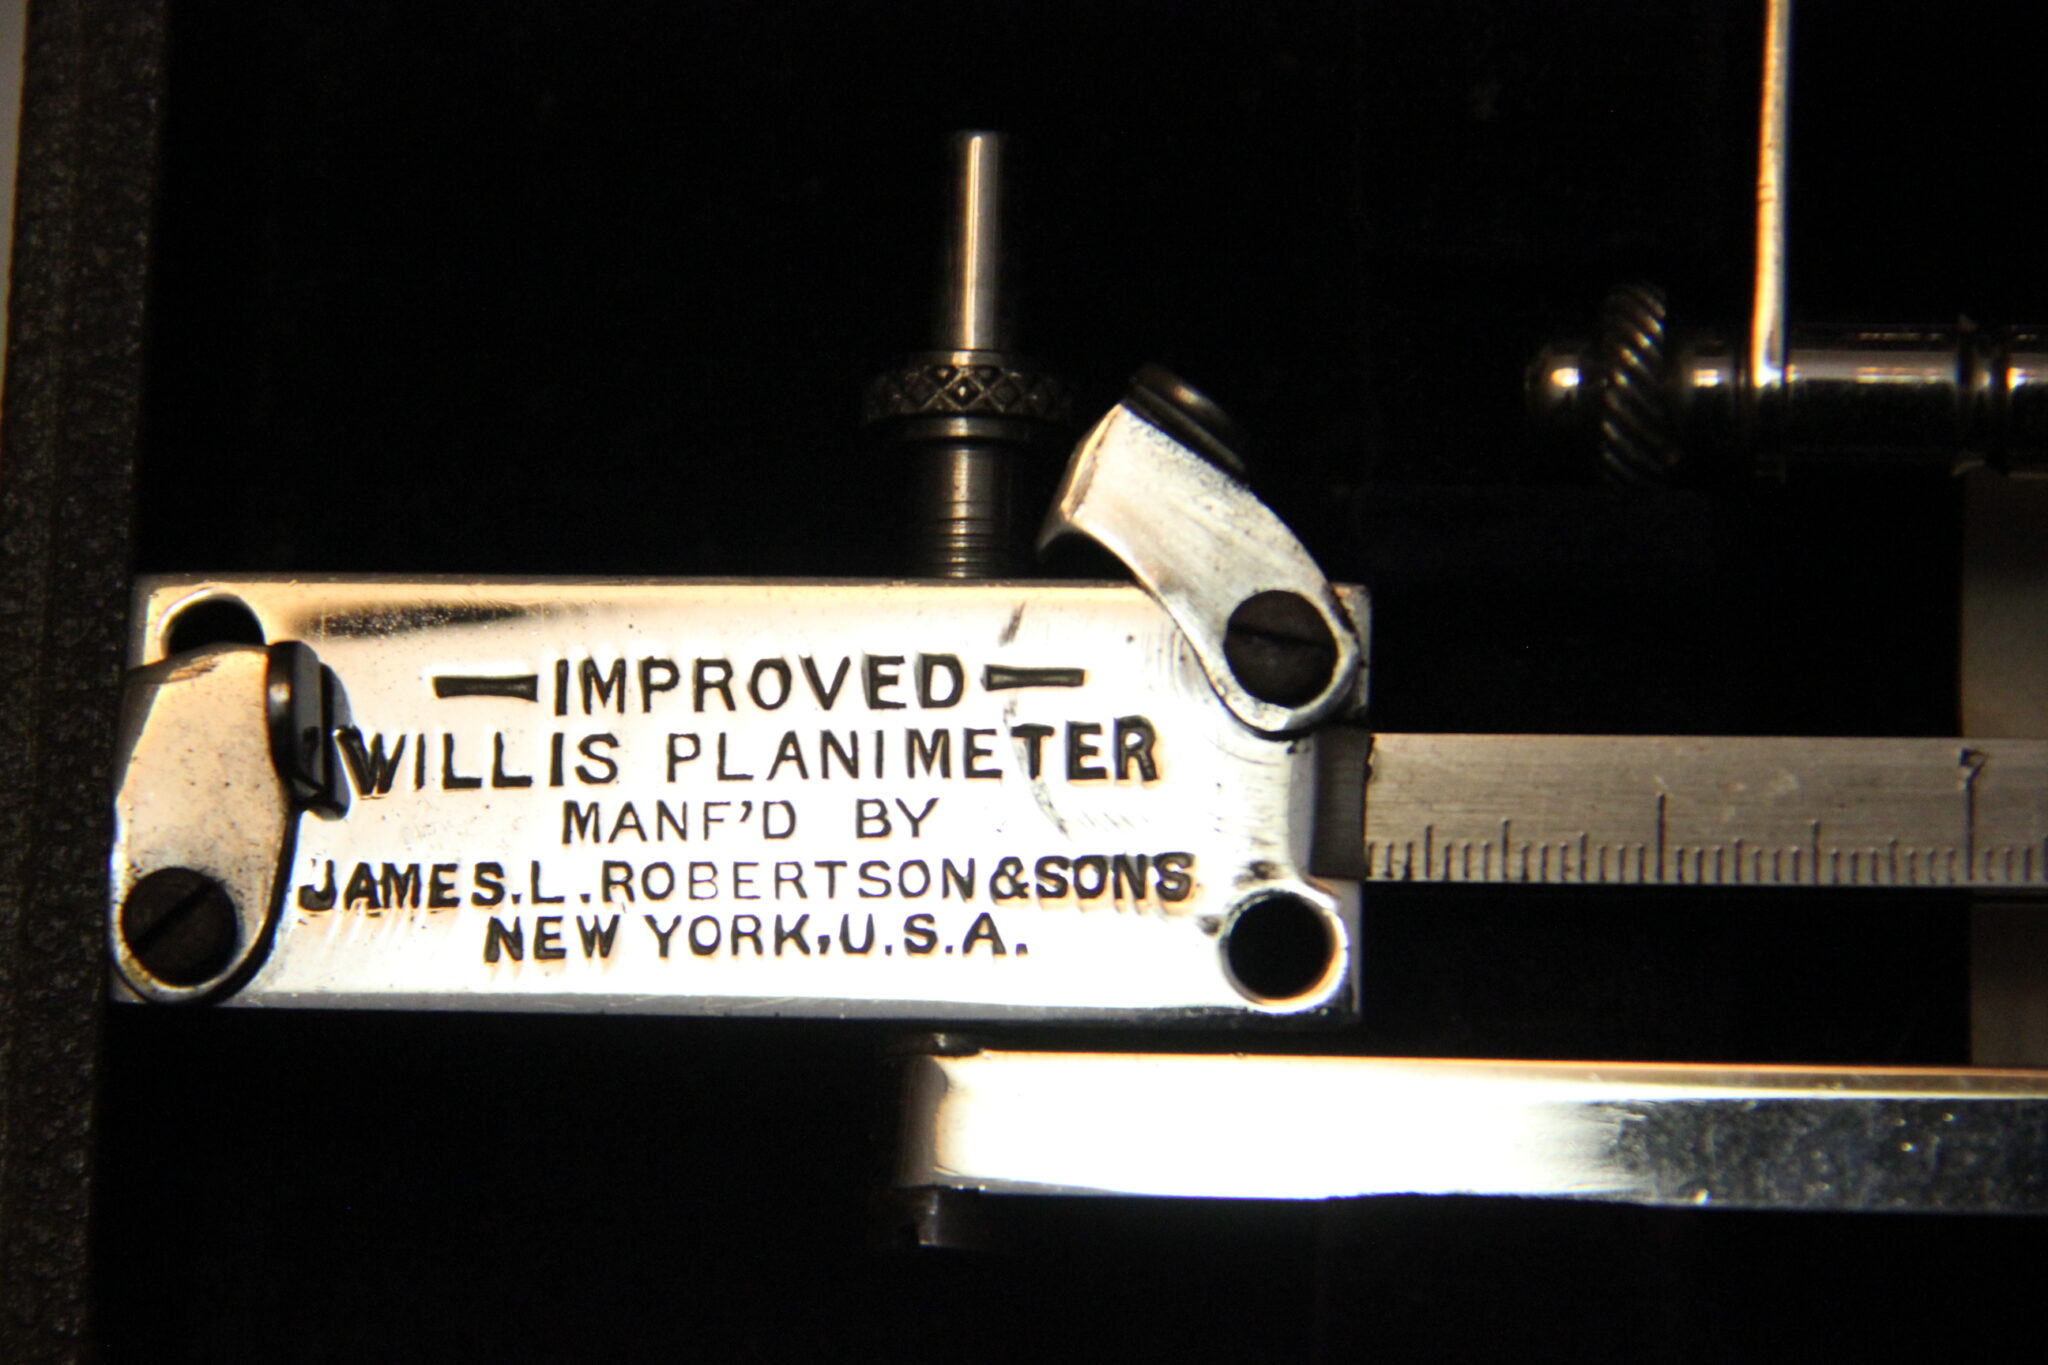 — IMPROVED —
WILLIS PLANIMETER
MANF'D BY
JAMES.L.ROBERTSON & SONS
NEW YORK, U.S.A.
7